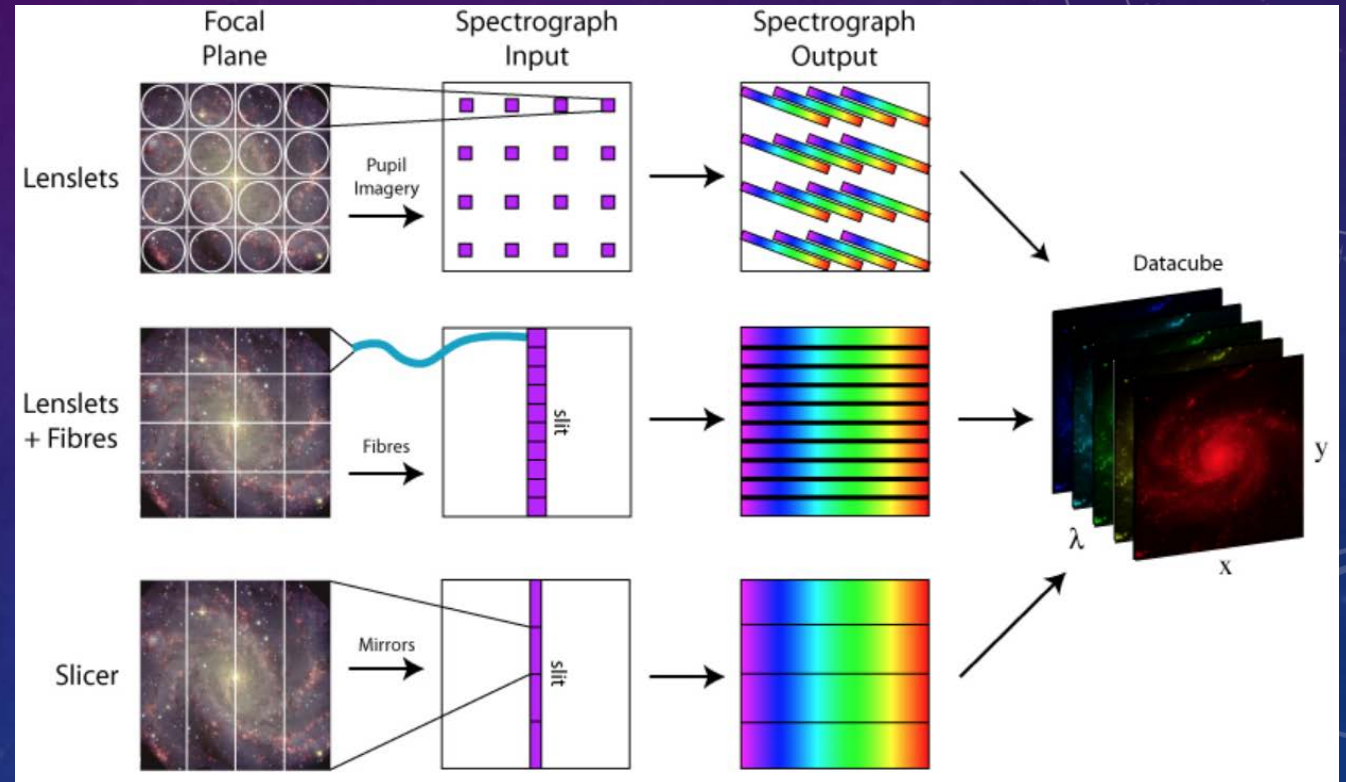 Focal
Plane
Spectrograph
Input
Spectrograph
Output
Lenslets
Pupil
Imagery
Datacube
Lenslets
+ Fibres
Fibres
slit
y
λ
x
Slicer
Mirrors
slit